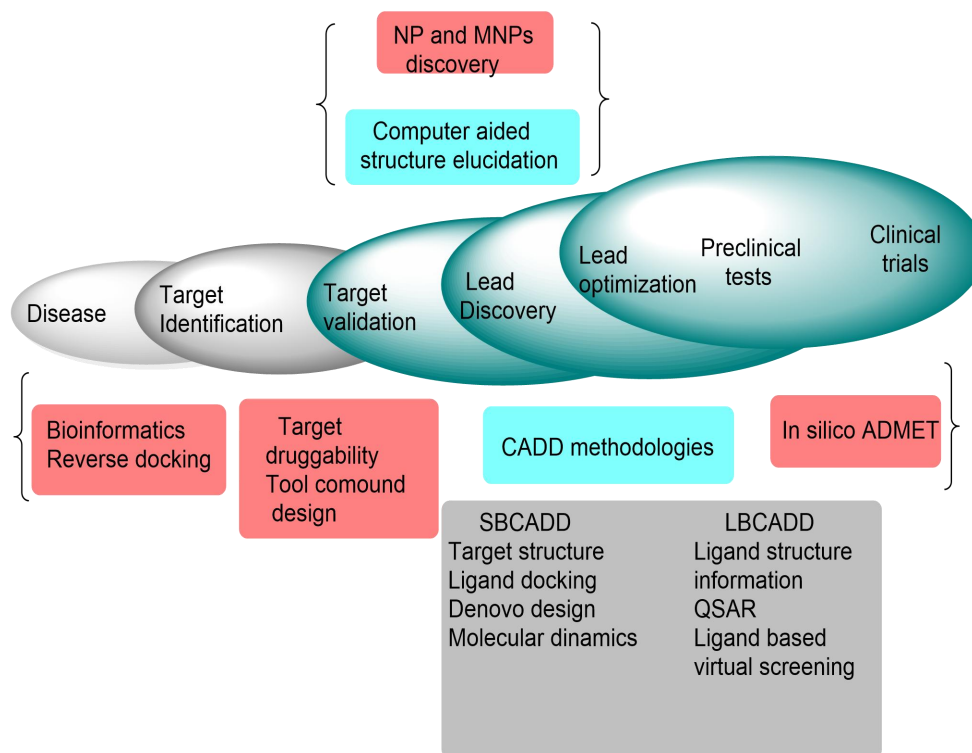 NP and MNPs
discovery
Computer aided
structure elucidation
Disease
Target
Identification
Target
validation
Lead
Discovery
Lead
optimization
Preclinical
tests
Clinical
trials
Bioinformatics
Reverse docking
Target
druggability
Tool comound
design
CADD methodologies
In silico ADMET
SBCADD
Target structure
Ligand docking
Denovo design
Molecular dinamics
LBCADD
Ligand structure
information
QSAR
Ligand based
virtual screening